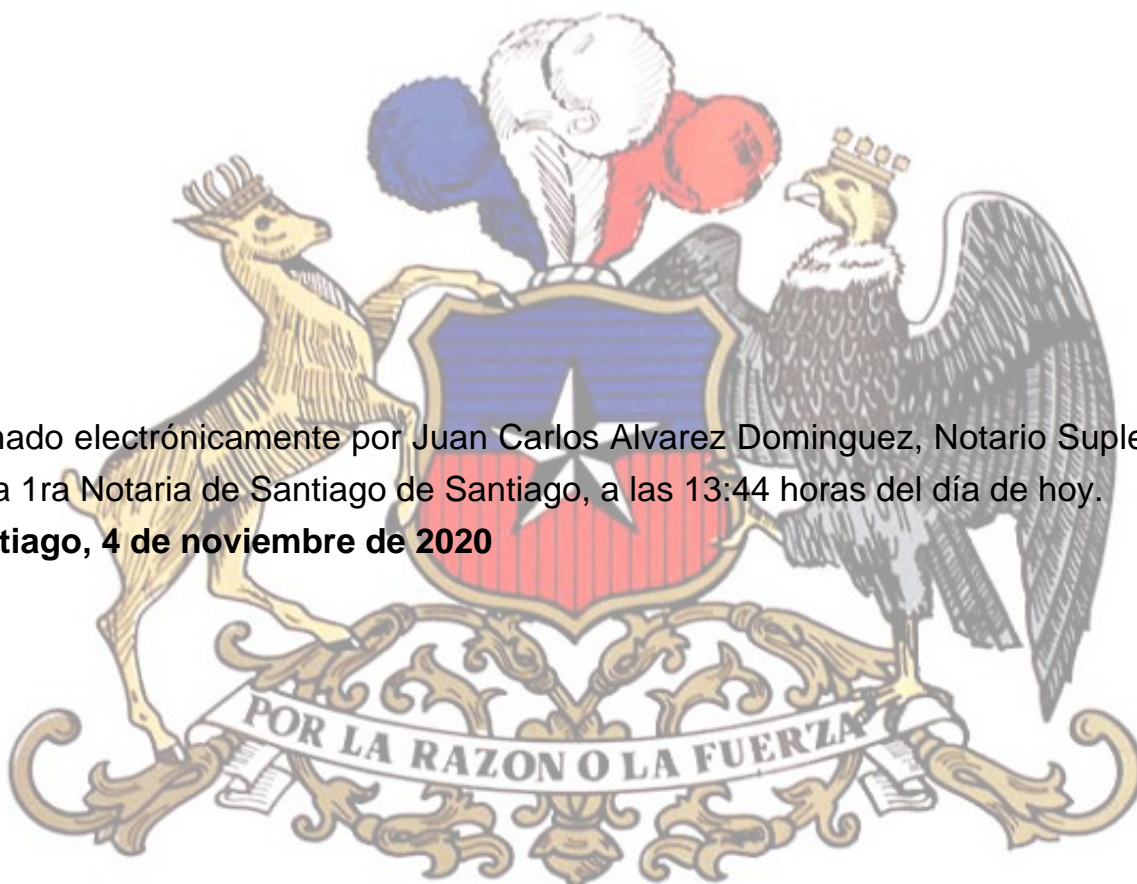 nado electrónicamente por Juan Carlos Alvarez Dominguez, Notario Suple
a 1ra Notaria de Santiago de Santiago, a las 13:44 horas del día de hoy.
tiago, 4 de noviembre de 2020
POR LA RAZON O LA FUERZA